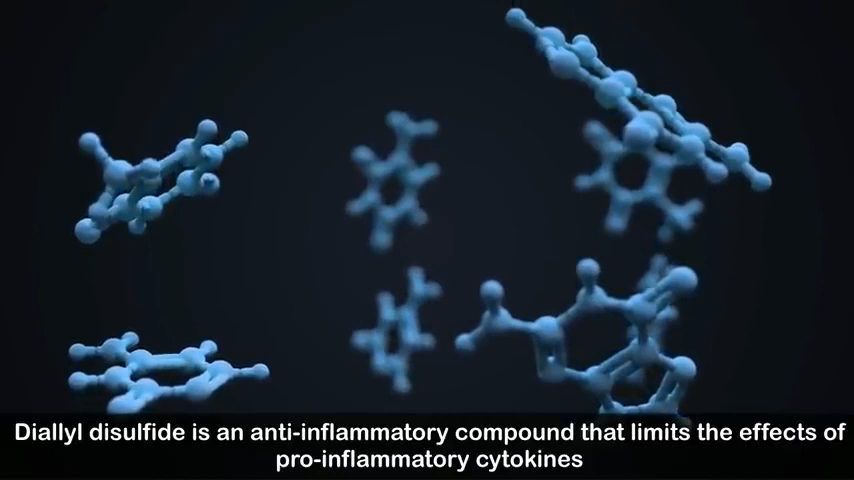 Diallyl disulfide is an anti-inflammatory compound that limits the effects of
pro-inflammatory cytokines